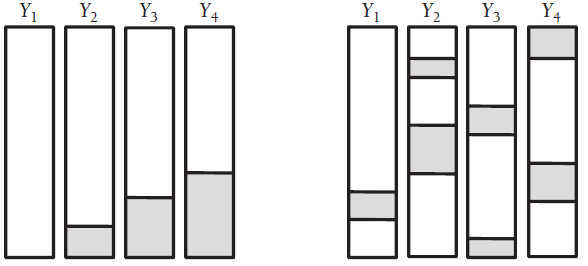 Y₁ Y₂ Y₃ Y₄ Y₁ Y₂ Y₃ Y₄